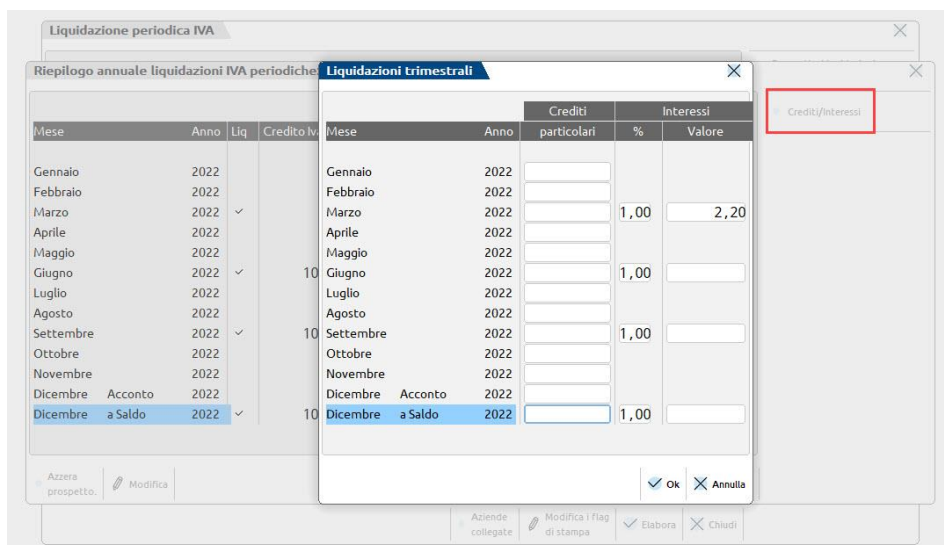 Liquidazione periodica IVA
Riepilogo annuale liquidazioni IVA periodiche
Liquidazioni trimestrali
Crediti/Interessi
Crediti Interessi
Mese Anno Liq Credito Iv Mese Anno particolari % Valore
Gennaio 2022 Gennaio 2022
Febbraio 2022 Febbraio 2022
Marzo 2022 Marzo 2022 1,00 2,20
Aprile 2022 Aprile 2022
Maggio 2022 Maggio 2022
Giugno 2022 10 Giugno 2022 1,00
Luglio 2022 Luglio 2022
Agosto 2022 Agosto 2022
Settembre 2022 10 Settembre 2022 1,00
Ottobre 2022 Ottobre 2022
Novembre 2022 Novembre 2022
Dicembre Acconto 2022 Dicembre Acconto 2022
Dicembre a Saldo 2022 10 Dicembre a Saldo 2022 1,00
Azzera prospetto. Modifica Ok Annulla
Aziende collegate Modifica i flag di stampa Elabora Chiudi